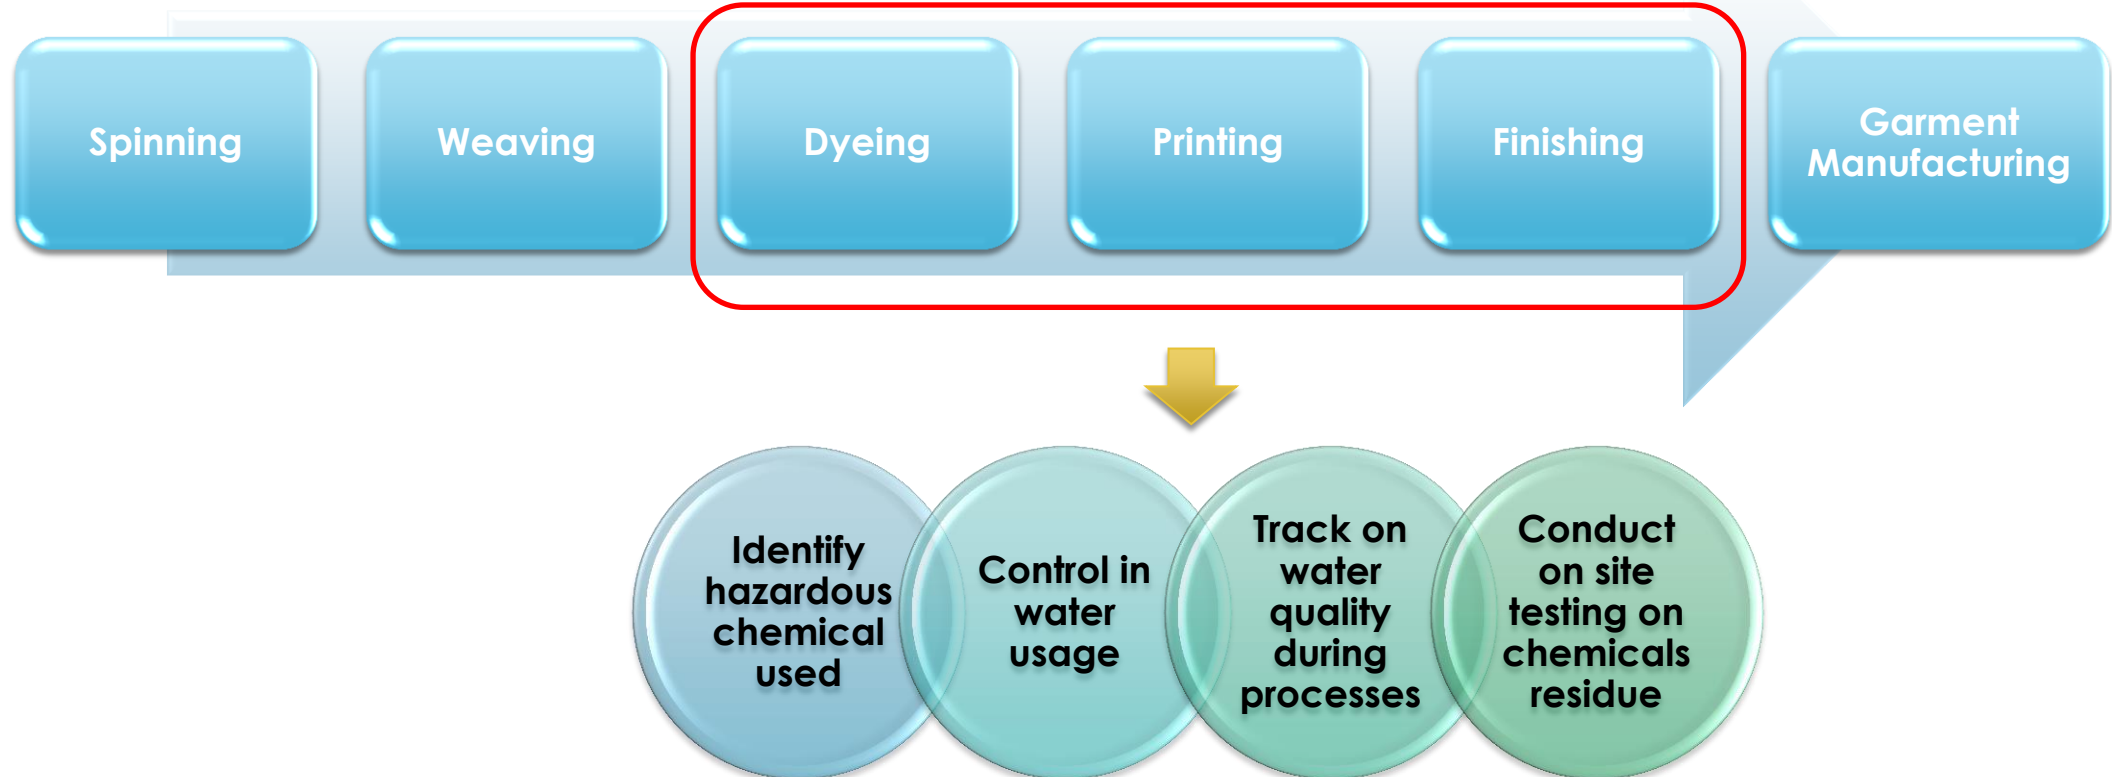 Spinning
Weaving
Dyeing
Printing
Finishing
Garment
Manufacturing
Identify
hazardous
chemical
used
Control in
water
usage
Track on
water
quality
during
processes
Conduct
on site
testing on
chemicals
residue